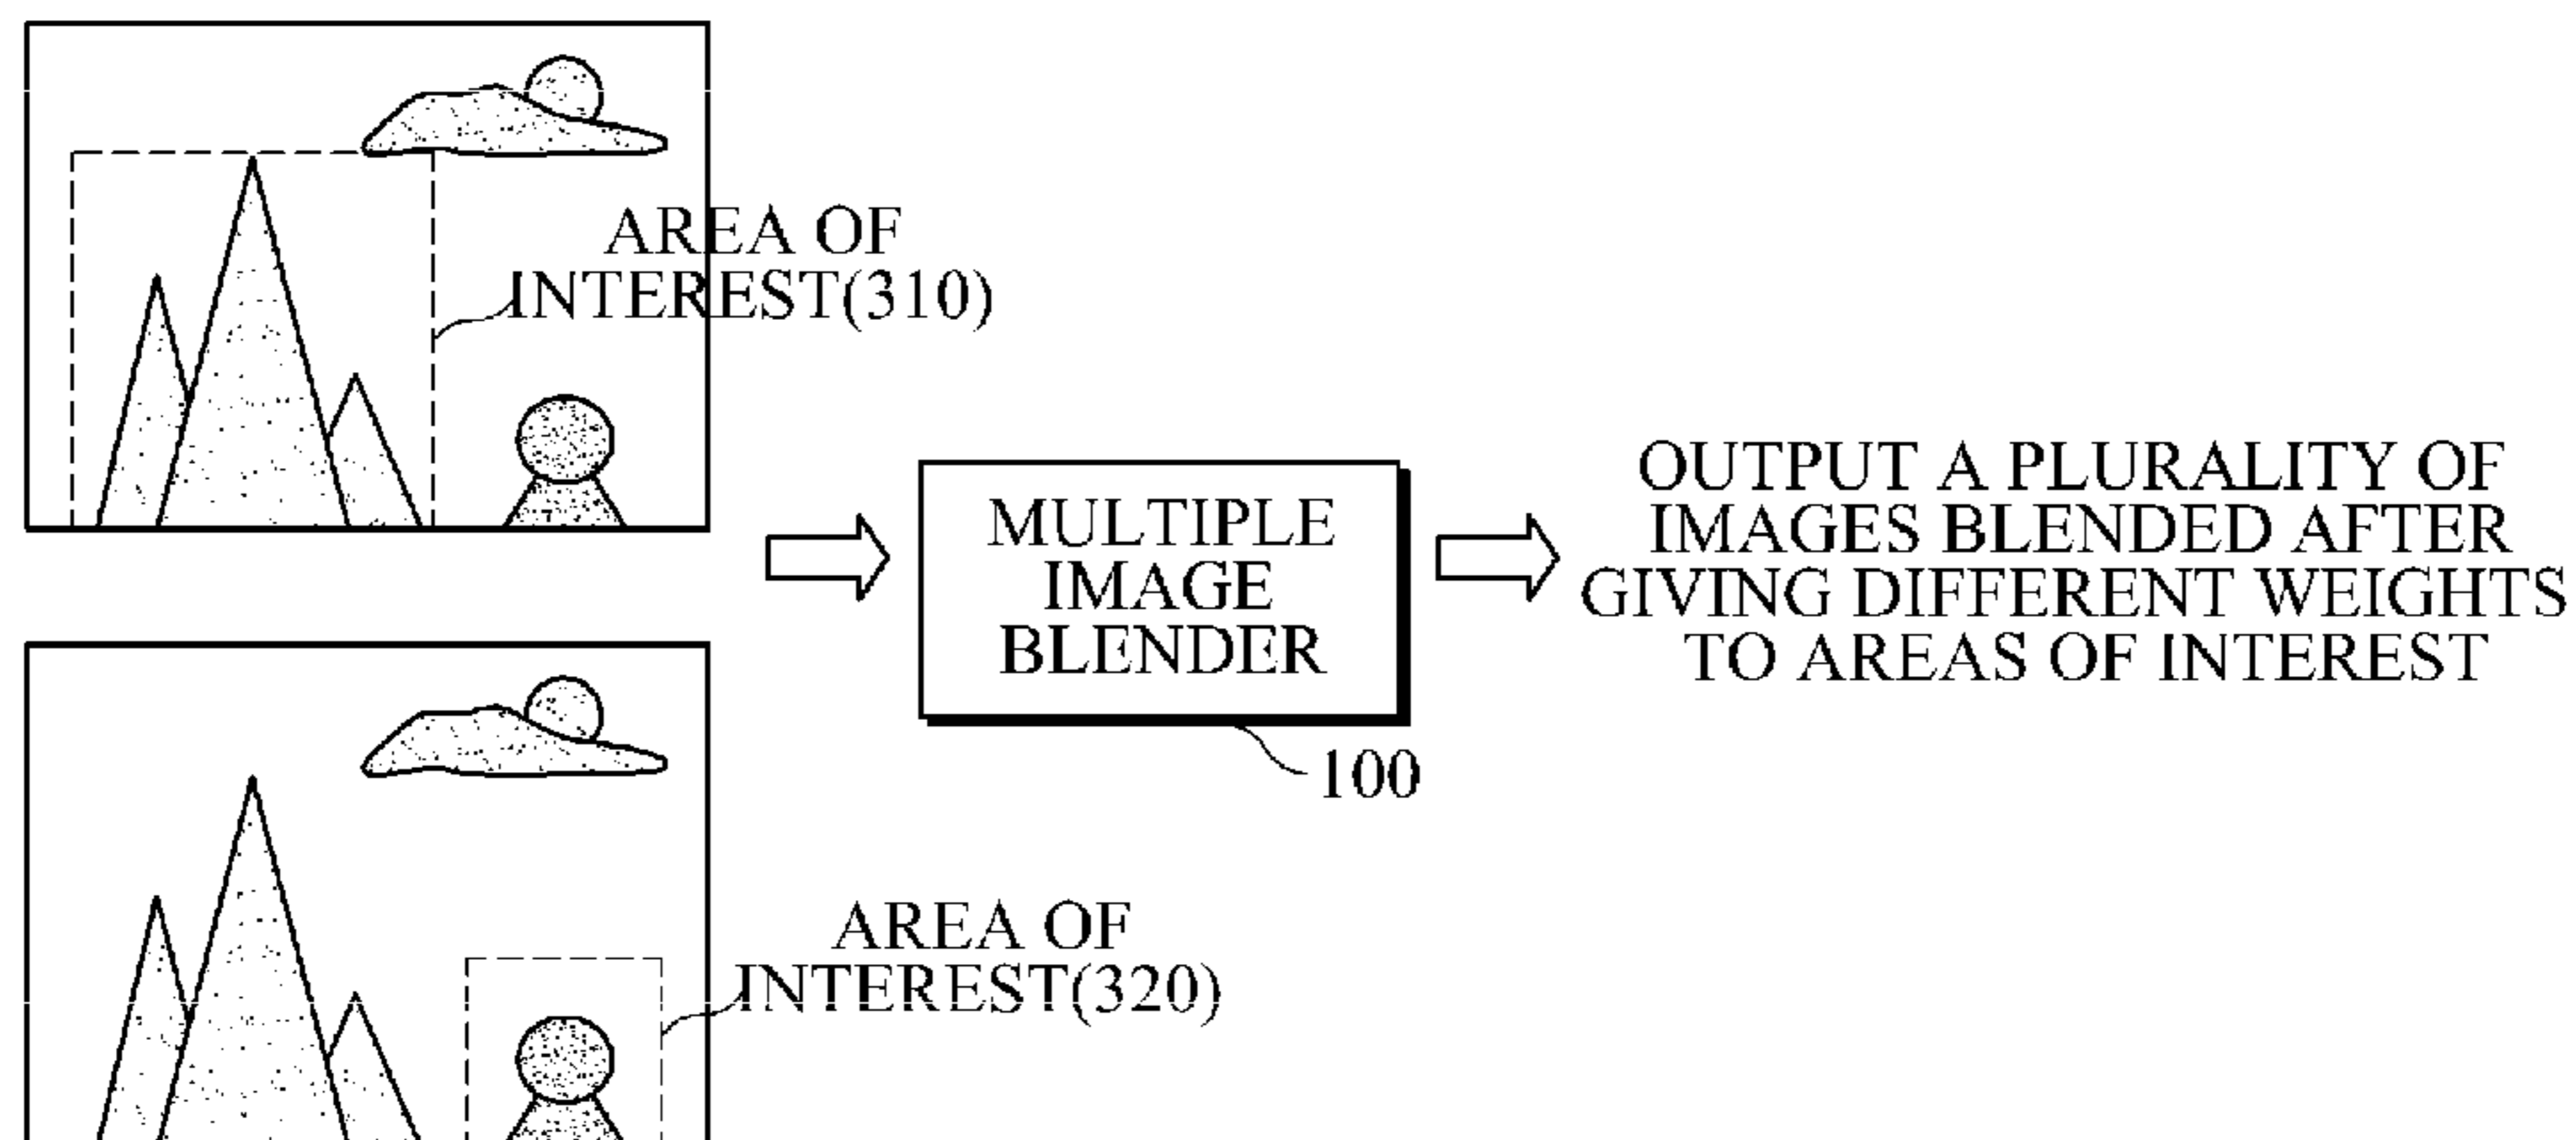 AREA OF
INTEREST(310)
MULTIPLE
IMAGE
BLENDER
100
OUTPUT A PLURALITY OF
IMAGES BLENDED AFTER
GIVING DIFFERENT WEIGHTS
TO AREAS OF INTEREST
AREA OF
INTEREST(320)